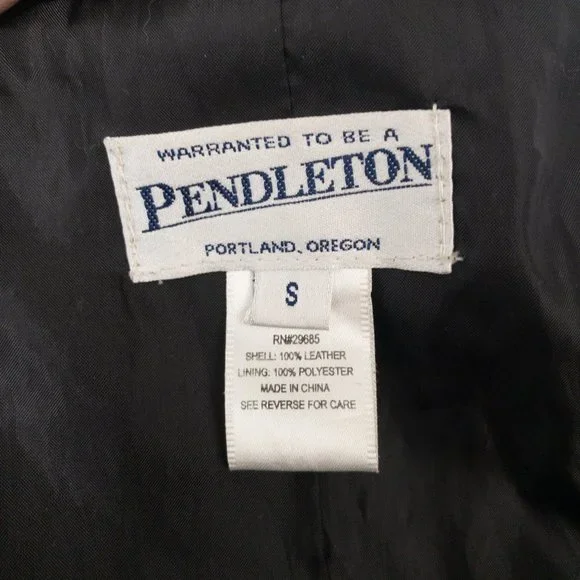 WARRANTED TO BE A
PENDLETON
PORTLAND, OREGON
S
RN#29685
SHELL: 100% LEATHER
LINING: 100% POLYESTER
MADE IN CHINA
SEE REVERSE FOR CARE